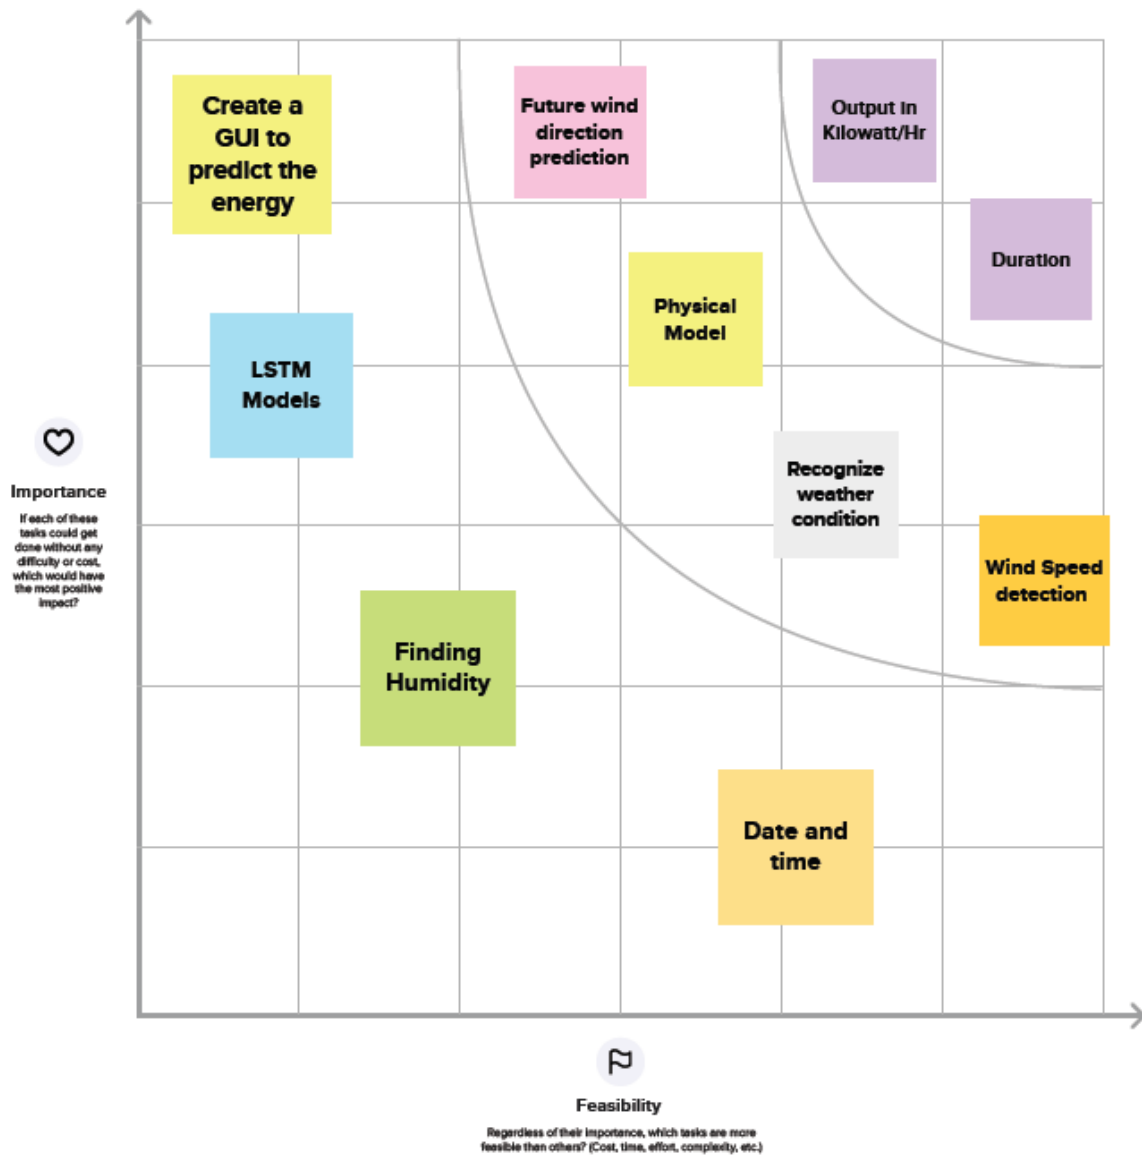 Create a
GUI to
predict the
energy
Future wind
direction
prediction
Output in
Kilowatt/Hr
Duration
Physical
Model
LSTM
Models
Recognize
weather
condition
Wind Speed
detection
Finding
Humidity
Date and
time
Importance
If each of these
tasks could get
done without any
difficulty or cost,
which would have
the most positive
impact?
Feasibility
Regardless of their importance, which tasks are more
feasible than others? (Cost, time, effort, complexity, etc.)